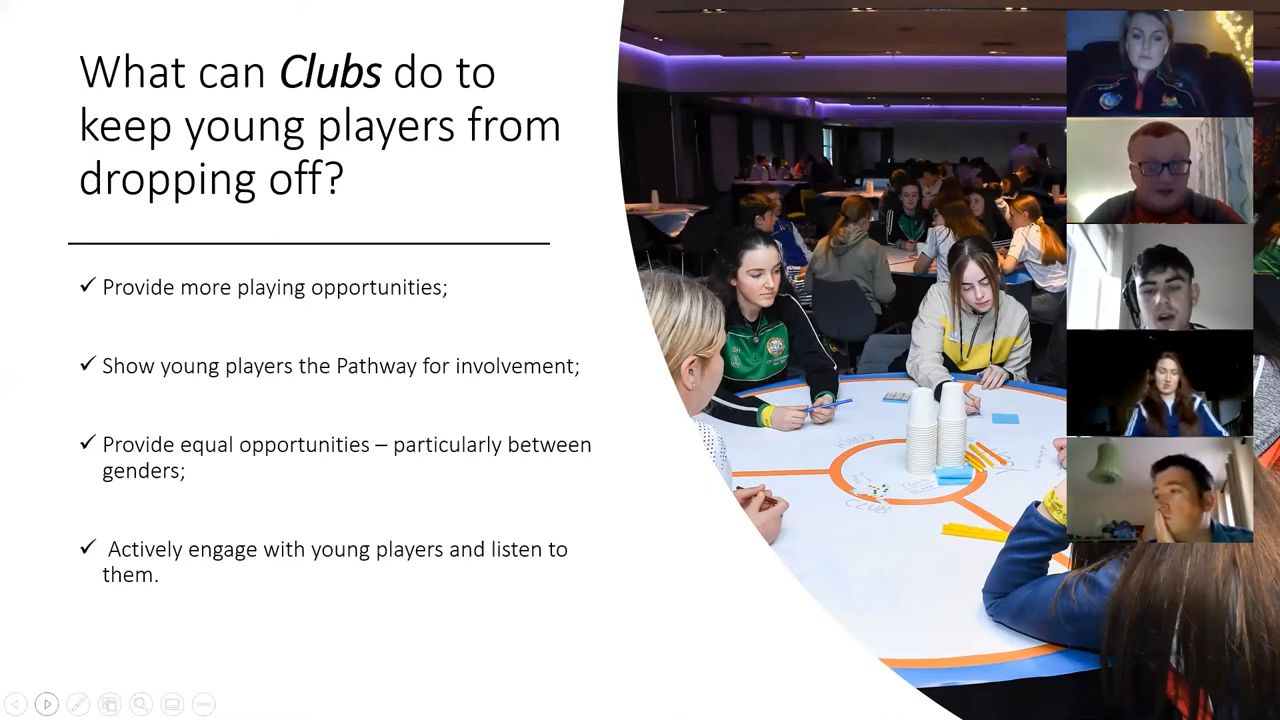 What can Clubs do to
keep young players from
dropping off?
✓ Provide more playing opportunities;
✓ Show young players the Pathway for involvement;
✓ Provide equal opportunities – particularly between
genders;
✓ Actively engage with young players and listen to
them.
CLUB